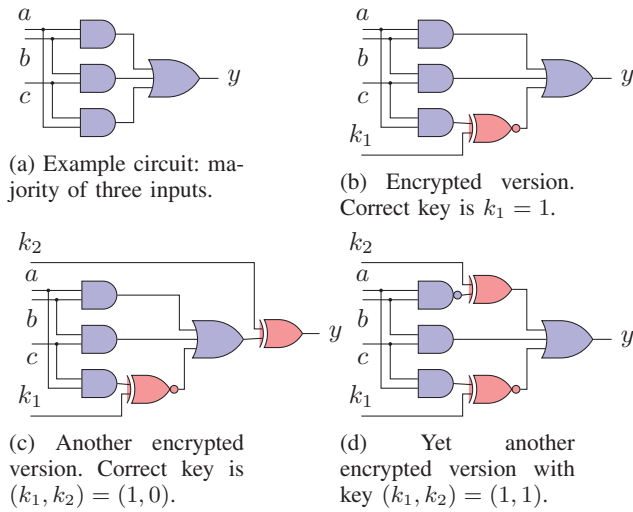 a
b
c
y
(a) Example circuit: ma-
jority of three inputs.
a
b
c
k₁
y
(b) Encrypted version.
Correct key is k₁ = 1.
k₂
a
b
c
k₁
y
(c) Another encrypted
version. Correct key is
(k₁, k₂) = (1, 0).
k₂
a
b
c
k₁
y
(d) Yet another
encrypted version with
key (k₁, k₂) = (1, 1).